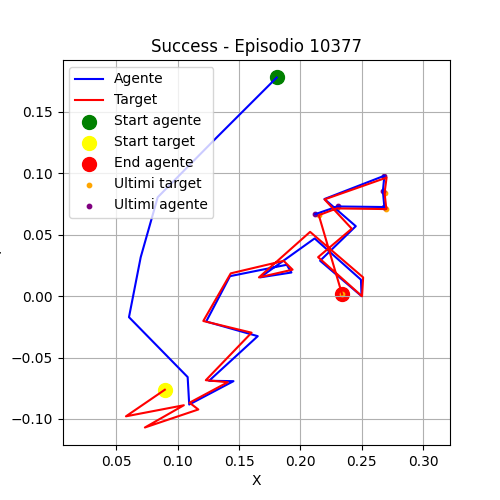 Success - Episodio 10377
Agente
Target
Start agente
Start target
End agente
Ultimi target
Ultimi agente
0.15
0.10
0.05
0.00
−0.05
−0.10
0.05 0.10 0.15 0.20 0.25 0.30
X